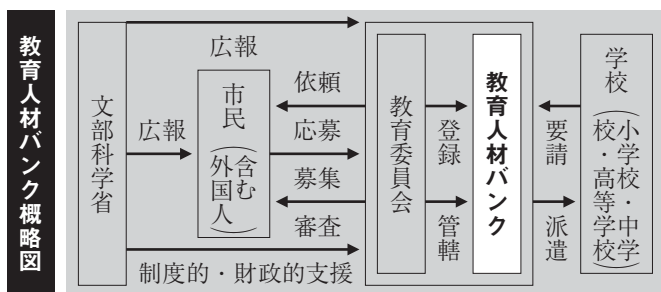 教育人材バンク概略図
文部科学省
広報
広報
市民
（含む
外国人）
依頼
応募
募集
審査
制度的・財政的支援
教育委員会
登録
管轄
教育人材バンク
要請
派遣
学校
（小学校・中学
校・高等学校）